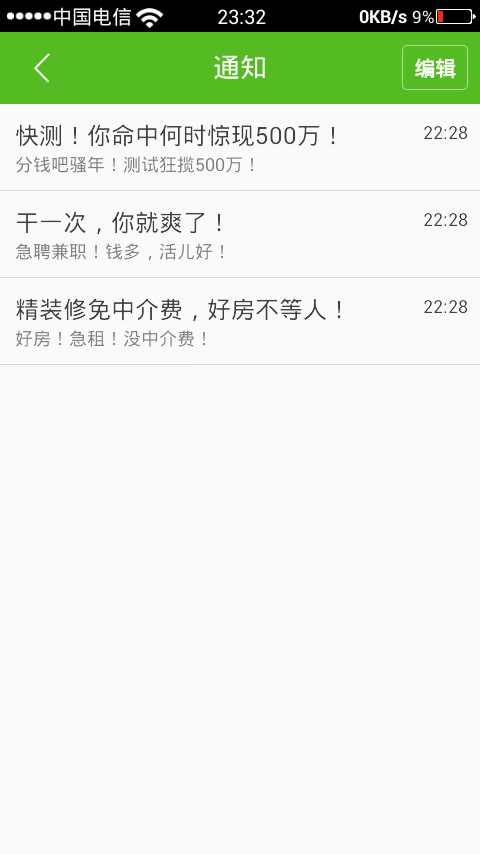 中国电信 23:32 0KB/s 9%
通知 编辑
快测！你命中何时惊现500万！ 22:28
分钱吧骚年！测试狂揽500万！
干一次，你就爽了！ 22:28
急聘兼职！钱多，活儿好！
精装修免中介费，好房不等人！ 22:28
好房！急租！没中介费！